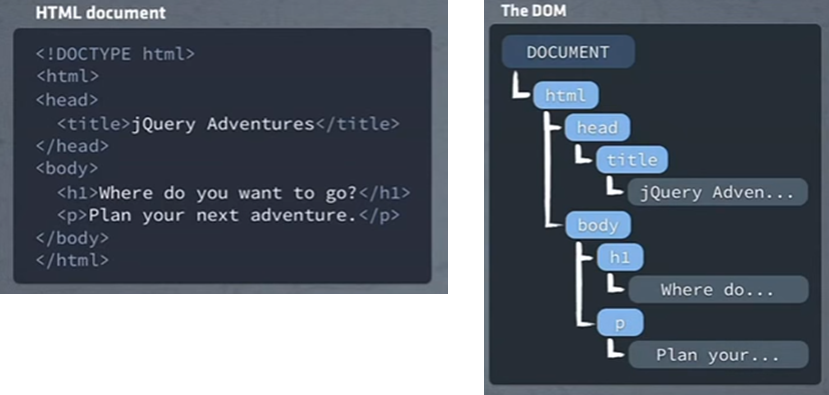 HTML document
<!DOCTYPE html>
<html>
<head>
<title>jQuery Adventures</title>
</head>
<body>
<h1>Where do you want to go?</h1>
<p>Plan your next adventure.</p>
</body>
</html>
The DOM
DOCUMENT
html
head
title
jQuery Adven...
body
h1
Where do...
p
Plan your...